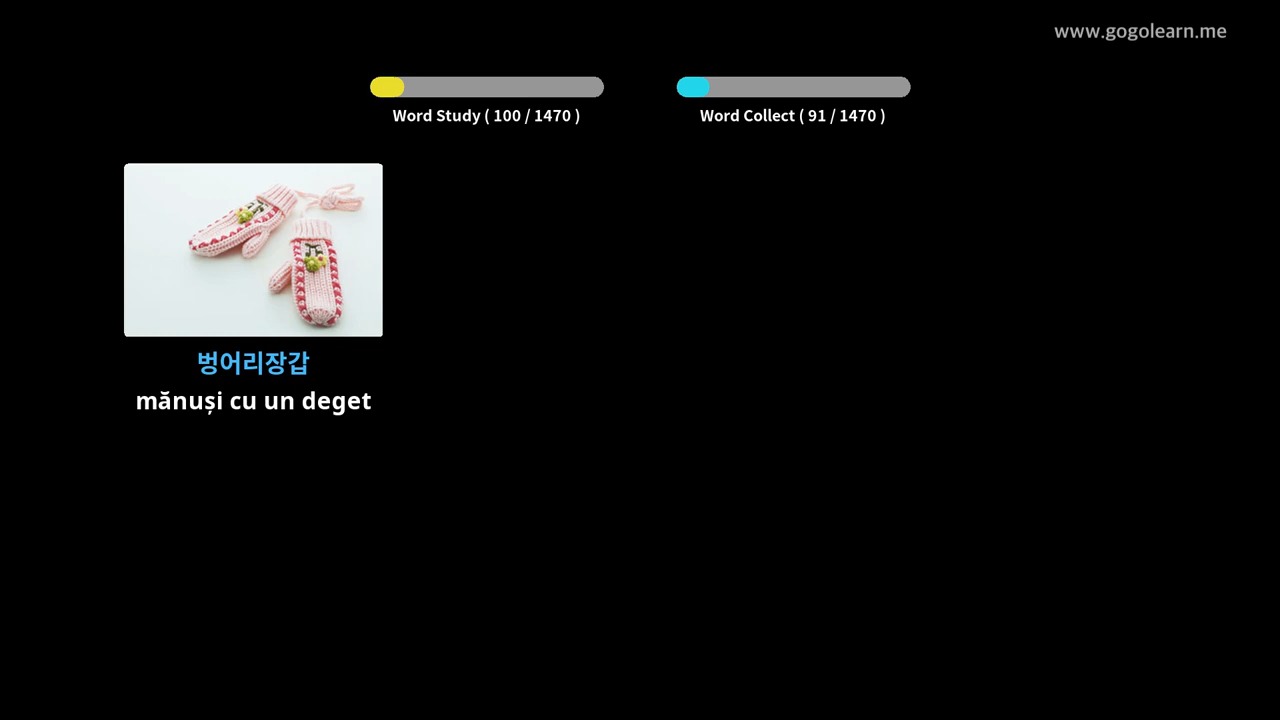 www.gogolearn.me
Word Study ( 100 / 1470 )
Word Collect ( 91 / 1470 )
벙어리장갑
mănuși cu un deget